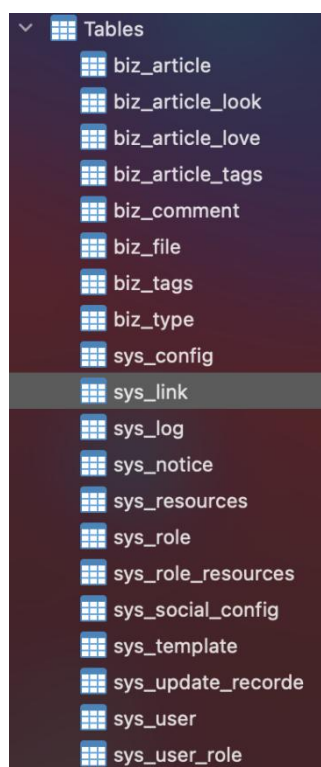 Tables
biz_article
biz_article_look
biz_article_love
biz_article_tags
biz_comment
biz_file
biz_tags
biz_type
sys_config
sys_link
sys_log
sys_notice
sys_resources
sys_role
sys_role_resources
sys_social_config
sys_template
sys_update_recorde
sys_user
sys_user_role